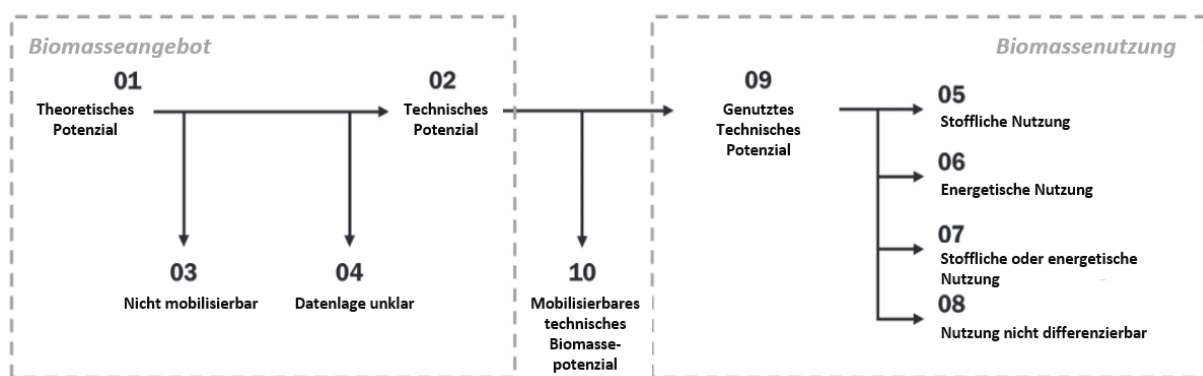 Biomasseangebot
01
Theoretisches
Potenzial
02
Technisches
Potenzial
03
Nicht mobilisierbar
04
Datenlage unklar
10
Mobilisierbares
technisches
Biomasse-
potenzial
Biomassenutzung
09
Genutztes
Technisches
Potenzial
05
Stoffliche Nutzung
06
Energetische Nutzung
07
Stoffliche oder energetische
Nutzung
08
Nutzung nicht differenzierbar